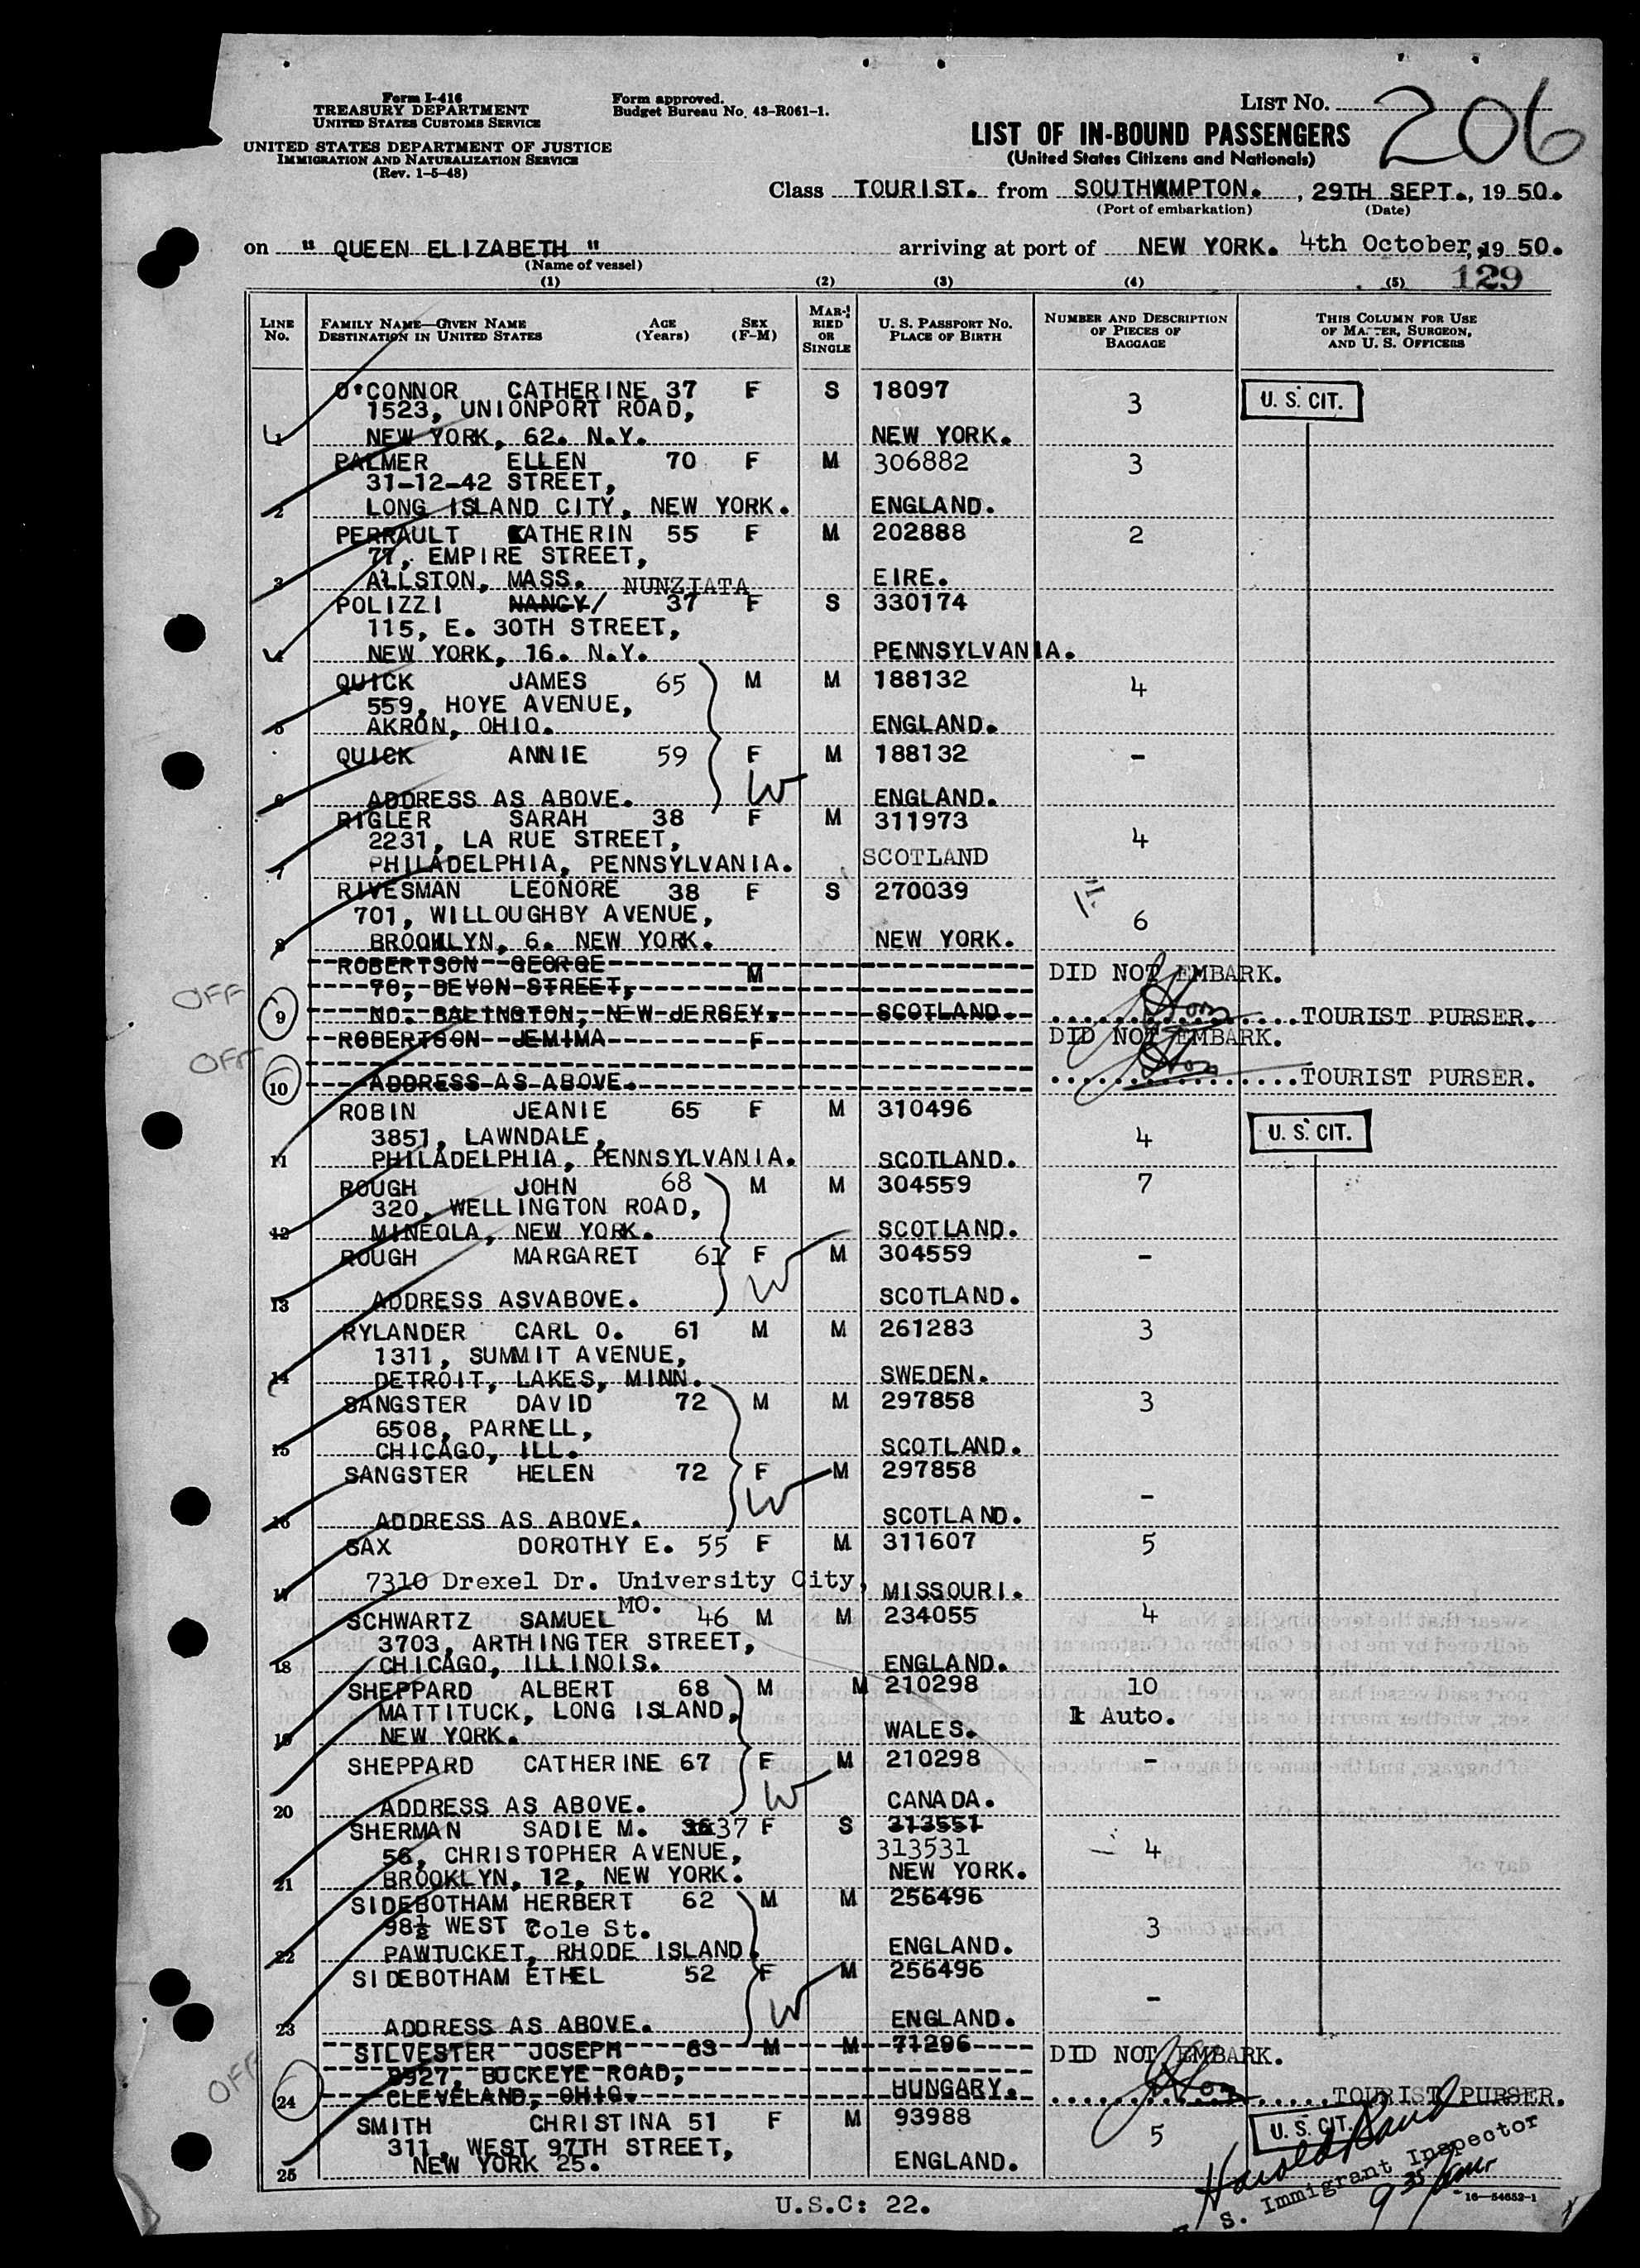 Form I-416
TREASURY DEPARTMENT
UNITED STATES CUSTOMS SERVICE
UNITED STATES DEPARTMENT OF JUSTICE
IMMIGRATION AND NATURALIZATION SERVICE
(Rev. 1-5-48)
Form approved.
Budget Bureau No. 43-R061-1.
LIST NO. 206
LIST OF IN-BOUND PASSENGERS
(United States Citizens and Nationals)
Class TOURIST. from SOUTHAMPTON. , 29TH SEPT., 19 50.
(Port of embarkation) (Date)
on " QUEEN ELIZABETH " arriving at port of NEW YORK. 4th October, 19 50.
(Name of vessel)
129
(1) (2) (3) (4) (5)
LINE NO. FAMILY NAME—GIVEN NAME DESTINATION IN UNITED STATES AGE (Years) SEX (F-M) MARRIED OR SINGLE U. S. PASSPORT NO. PLACE OF BIRTH NUMBER AND DESCRIPTION OF PIECES OF BAGGAGE THIS COLUMN FOR USE OF MASTER, SURGEON, AND U. S. OFFICERS
O'CONNOR CATHERINE 37 F S 18097 3 U. S. CIT.
1523, UNIONPORT ROAD,
1 NEW YORK, 62. N.Y. NEW YORK.
PALMER ELLEN 70 F M 306882 3
31-12-42 STREET,
2 LONG ISLAND CITY, NEW YORK. ENGLAND.
PERRAULT KATHERIN 55 F M 202888 2
77, EMPIRE STREET,
3 ALLSTON, MASS. EIRE.
NUNZIATA
POLIZZI NANCY/ 37 F S 330174
115, E. 30TH STREET,
4 NEW YORK, 16. N.Y. PENNSYLVANIA.
QUICK JAMES 65 M M 188132 4
559, HOYE AVENUE,
5 AKRON, OHIO. ENGLAND.
QUICK ANNIE 59 F M 188132 -
W
6 ADDRESS AS ABOVE. ENGLAND.
RIGLER SARAH 38 F M 311973 4
2231, LA RUE STREET,
7 PHILADELPHIA, PENNSYLVANIA. SCOTLAND
RIVESMAN LEONORE 38 F S 270039 6
701, WILLOUGHBY AVENUE,
8 BROOKLYN, 6. NEW YORK. NEW YORK.
ROBERTSON GEORGE M DID NOT EMBARK.
70, DEVON STREET,
OFF 9 NO. BALINGTON, NEW JERSEY. SCOTLAND. TOURIST PURSER.
ROBERTSON JEMIMA F DID NOT EMBARK.
OFF 10 ADDRESS AS ABOVE. TOURIST PURSER.
ROBIN JEANIE 65 F M 310496 4 U. S. CIT.
3851, LAWNDALE,
11 PHILADELPHIA, PENNSYLVANIA. SCOTLAND.
ROUGH JOHN 68 M M 304559 7
320, WELLINGTON ROAD,
12 MINEOLA, NEW YORK. SCOTLAND.
ROUGH MARGARET 61 F M 304559 -
W
13 ADDRESS ASVABOVE. SCOTLAND.
RYLANDER CARL O. 61 M M 261283 3
1311, SUMMIT AVENUE,
14 DETROIT, LAKES, MINN. SWEDEN.
SANGSTER DAVID 72 M M 297858 3
6508, PARNELL,
15 CHICAGO, ILL. SCOTLAND.
SANGSTER HELEN 72 F M 297858 -
W
16 ADDRESS AS ABOVE. SCOTLAND.
SAX DOROTHY E. 55 F M 311607 5
17 7310 Drexel Dr. University City, MISSOURI.
MO.
SCHWARTZ SAMUEL 46 M M 234055 4
3703, ARTHINGTER STREET,
18 CHICAGO, ILLINOIS. ENGLAND.
SHEPPARD ALBERT 68 M M 210298 10
MATTITUCK, LONG ISLAND, 1 Auto.
19 NEW YORK. WALES.
SHEPPARD CATHERINE 67 F M 210298 -
W
20 ADDRESS AS ABOVE. CANADA.
SHERMAN SADIE M. 36 37 F S 313551
56, CHRISTOPHER AVENUE, 313531 4
21 BROOKLYN, 12, NEW YORK. NEW YORK.
SIDEBOTHAM HERBERT 62 M M 256496 3
98½ WEST Cole St.
22 PAWTUCKET, RHODE ISLAND. ENGLAND.
SIDEBOTHAM ETHEL 52 F M 256496 -
W
23 ADDRESS AS ABOVE. ENGLAND.
SILVESTER JOSEPH 63 M M 71296 DID NOT EMBARK.
8927, BUCKEYE ROAD,
OFF 24 CLEVELAND, OHIO. HUNGARY. TOURIST PURSER.
SMITH CHRISTINA 51 F M 93988 5 U. S. CIT.
311, WEST 97TH STREET,
25 NEW YORK 25. ENGLAND.
S. Immigrant Inspector
U.S.C: 22.
16—54652-1